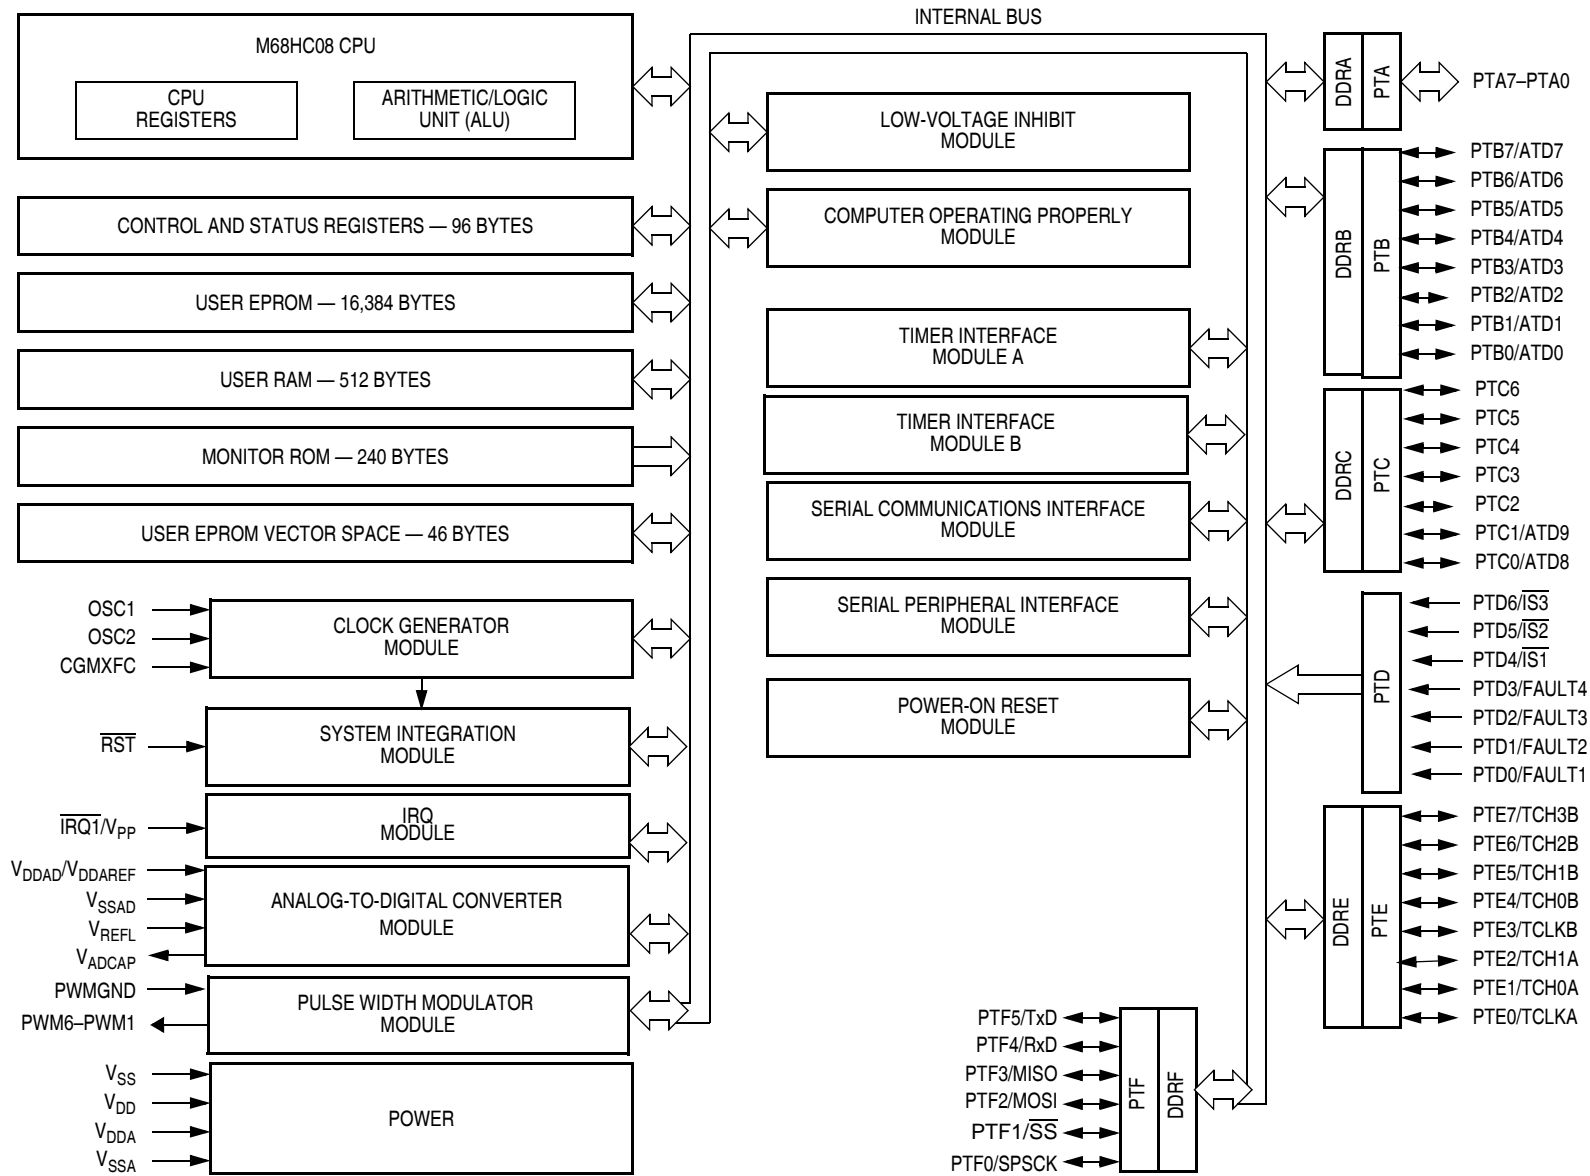 INTERNAL BUS
M68HC08 CPU
CPU
REGISTERS
ARITHMETIC/LOGIC
UNIT (ALU)
CONTROL AND STATUS REGISTERS — 96 BYTES
USER EPROM — 16,384 BYTES
USER RAM — 512 BYTES
MONITOR ROM — 240 BYTES
USER EPROM VECTOR SPACE — 46 BYTES
OSC1
OSC2
CGMXFC
CLOCK GENERATOR
MODULE
RST
SYSTEM INTEGRATION
MODULE
IRQ1/VPP
IRQ
MODULE
VDDAD/VDDAREF
VSSAD
VREFL
VADCAP
ANALOG-TO-DIGITAL CONVERTER
MODULE
PWMGND
PWM6–PWM1
PULSE WIDTH MODULATOR
MODULE
VSS
VDD
VDDA
VSSA
POWER
LOW-VOLTAGE INHIBIT
MODULE
COMPUTER OPERATING PROPERLY
MODULE
TIMER INTERFACE
MODULE A
TIMER INTERFACE
MODULE B
SERIAL COMMUNICATIONS INTERFACE
MODULE
SERIAL PERIPHERAL INTERFACE
MODULE
POWER-ON RESET
MODULE
PTF5/TxD
PTF4/RxD
PTF3/MISO
PTF2/MOSI
PTF1/SS
PTF0/SPSCK
PTF
DDRF
DDRA
PTA
PTA7–PTA0
DDRB
PTB
PTB7/ATD7
PTB6/ATD6
PTB5/ATD5
PTB4/ATD4
PTB3/ATD3
PTB2/ATD2
PTB1/ATD1
PTB0/ATD0
DDRC
PTC
PTC6
PTC5
PTC4
PTC3
PTC2
PTC1/ATD9
PTC0/ATD8
PTD
PTD6/IS3
PTD5/IS2
PTD4/IS1
PTD3/FAULT4
PTD2/FAULT3
PTD1/FAULT2
PTD0/FAULT1
DDRE
PTE
PTE7/TCH3B
PTE6/TCH2B
PTE5/TCH1B
PTE4/TCH0B
PTE3/TCLKB
PTE2/TCH1A
PTE1/TCH0A
PTE0/TCLKA